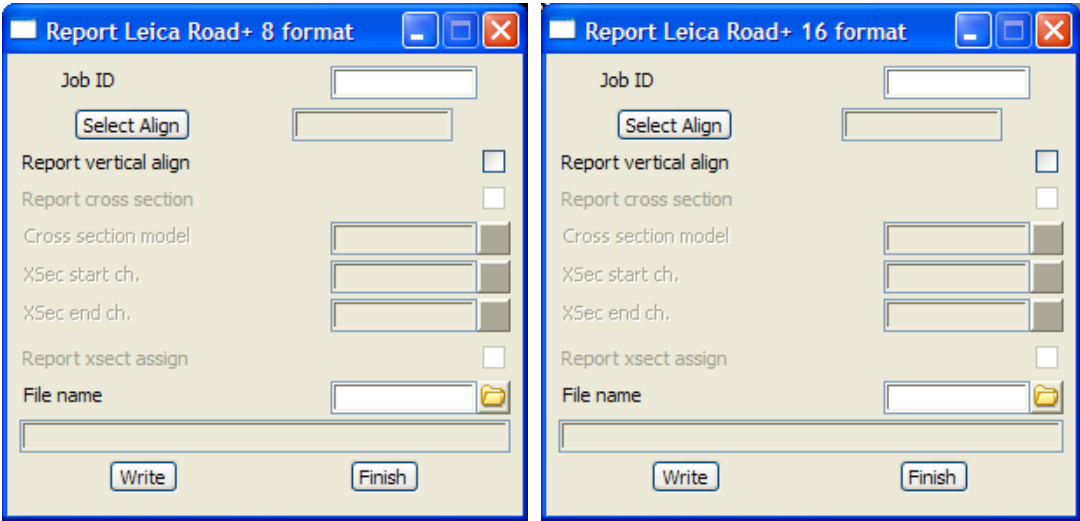 Report Leica Road+ 8 format
Job ID
Select Align
Report vertical align
Report cross section
Cross section model
XSec start ch.
XSec end ch.
Report xsect assign
File name
Write Finish
Report Leica Road+ 16 format
Job ID
Select Align
Report vertical align
Report cross section
Cross section model
XSec start ch.
XSec end ch.
Report xsect assign
File name
Write Finish